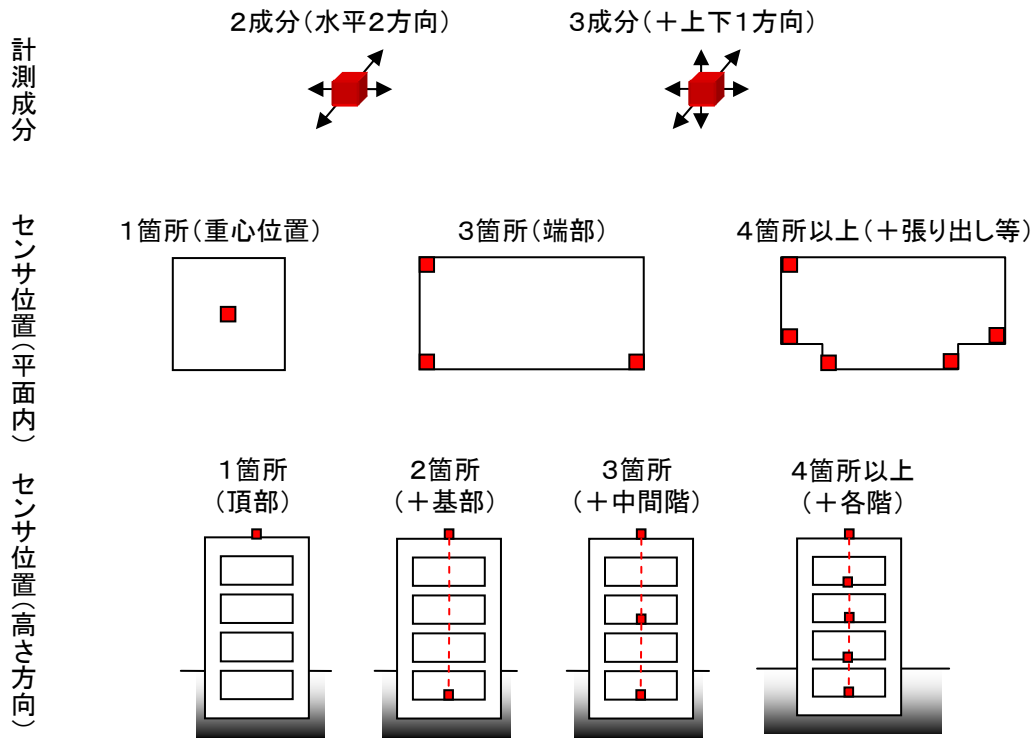 計測成分
2成分(水平2方向)
3成分(+上下1方向)
センサ位置(平面内)
1箇所(重心位置)
3箇所(端部)
4箇所以上(+張り出し等)
センサ位置(高さ方向)
1箇所
(頂部)
2箇所
(+基部)
3箇所
(+中間階)
4箇所以上
(+各階)